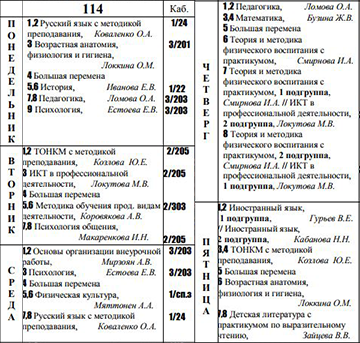 114 Каб.
ПОНЕДЕЛЬНИК
1,2 Русский язык с методикой
преподавания, Коваленко О.А. 1/24
3 Возрастная анатомия,
физиология и гигиена, 3/201
Локкина О.М.
4 Большая перемена
5,6 История, Иванова Е.В. 1/22
7,8 Педагогика, Ломова О.А. 3/203
9 Психология, Естоева Е.В. 3/203
ВТОРНИК
1,2 ТОНКМ с методикой 2/205
преподавания, Козлова Ю.Е.
3 ИКТ в профессиональной
деятельности, Локутова М.В. 2/205
4 Большая перемена
5,6 Методика обучения прод. видам 2/303
деятельности, Коровякова А.В.
7,8 Психология общения,
Макаренкова И.Н. 2/205
СРЕДА
1,2 Основы организации внеурочной 3/203
работы, Мирзоян А.В.
3 Психология, Естоева Е.В. 3/203
4 Большая перемена
5,6 Физическая культура, 1/сп.з
Мяттонен А.А.
7,8 Русский язык с методикой 1/24
преподавания, Коваленко О.А.
ЧЕТВЕРГ
1,2 Педагогика, Ломова О.А.
3,4 Математика, Бузина Ж.В.
5 Большая перемена
6 Теория и методика
физического воспитания с
практикумом, Смирнова И.А.
7 Теория и методика
физического воспитания с
практикумом, 1 подгруппа,
Смирнова И.А. // ИКТ в
профессиональной деятельности,
2 подгруппа, Локутова М.В.
8 Теория и методика
физического воспитания с
практикумом, 2 подгруппа,
Смирнова И.А. // ИКТ в
профессиональной деятельности,
1 подгруппа, Локутова М.В.
ПЯТНИЦА
1,2 Иностранный язык,
1 подгруппа, Гурьев В.Е.
// Иностранный язык,
2 подгруппа, Кабанова Н.Н.
3,4 ТОНКМ с методикой
преподавания, Козлова Ю.Е.
5 Большая перемена
6 Возрастная анатомия,
физиология и гигиена,
Локкина О.М.
7,8 Детская литература с
практикумом по выразительному
чтению, Зайцева В.В.